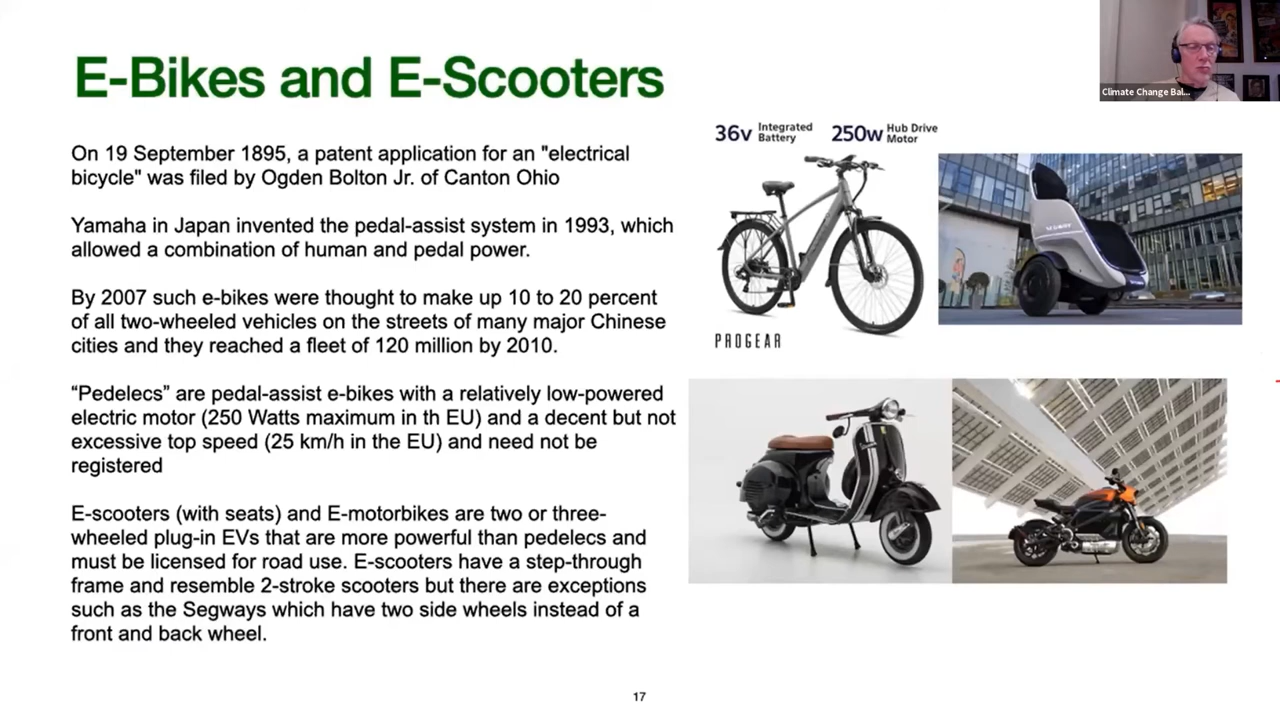 E-Bikes and E-Scooters
Climate Change Bal...
On 19 September 1895, a patent application for an "electrical
bicycle" was filed by Ogden Bolton Jr. of Canton Ohio
Yamaha in Japan invented the pedal-assist system in 1993, which
allowed a combination of human and pedal power.
By 2007 such e-bikes were thought to make up 10 to 20 percent
of all two-wheeled vehicles on the streets of many major Chinese
cities and they reached a fleet of 120 million by 2010.
“Pedelecs” are pedal-assist e-bikes with a relatively low-powered
electric motor (250 Watts maximum in th EU) and a decent but not
excessive top speed (25 km/h in the EU) and need not be
registered
E-scooters (with seats) and E-motorbikes are two or three-
wheeled plug-in EVs that are more powerful than pedelecs and
must be licensed for road use. E-scooters have a step-through
frame and resemble 2-stroke scooters but there are exceptions
such as the Segways which have two side wheels instead of a
front and back wheel.
36v Integrated Battery
250w Hub Drive Motor
PROGEAR
SEGWAY
17